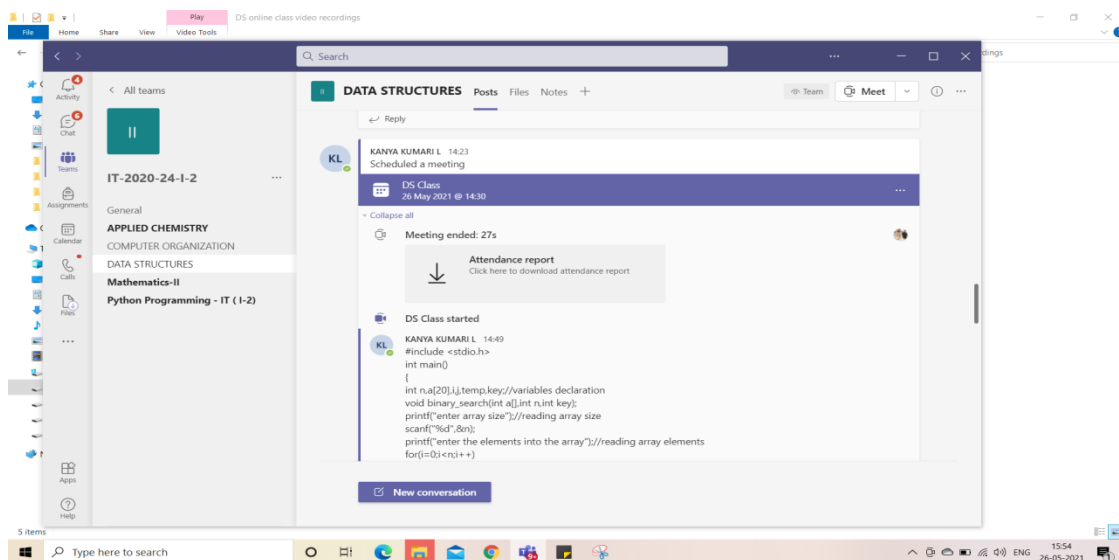 Play
DS online class video recordings
File
Home
Share
View
Video Tools
Search
Activity
4
Chat
6
Teams
Assignments
Calendar
Calls
Files
Apps
Help
All teams
II
IT-2020-24-I-2
General
APPLIED CHEMISTRY
COMPUTER ORGANIZATION
DATA STRUCTURES
Mathematics-II
Python Programming - IT ( I-2)
II
DATA STRUCTURES
Posts
Files
Notes
Team
Meet
Reply
KL
KANYA KUMARI L 14:23
Scheduled a meeting
DS Class
26 May 2021 @ 14:30
Collapse all
Meeting ended: 27s
Attendance report
Click here to download attendance report
DS Class started
KL
KANYA KUMARI L 14:49
#include <stdio.h>
int main()
{
int n,a[20],i,j,temp,key;//variables declaration
void binary_search(int a[],int n,int key);
printf("enter array size");//reading array size
scanf("%d",&n);
printf("enter the elements into the array");//reading array elements
for(i=0;i<n;i++)
New conversation
5 items
Type here to search
ENG
15:54
26-05-2021